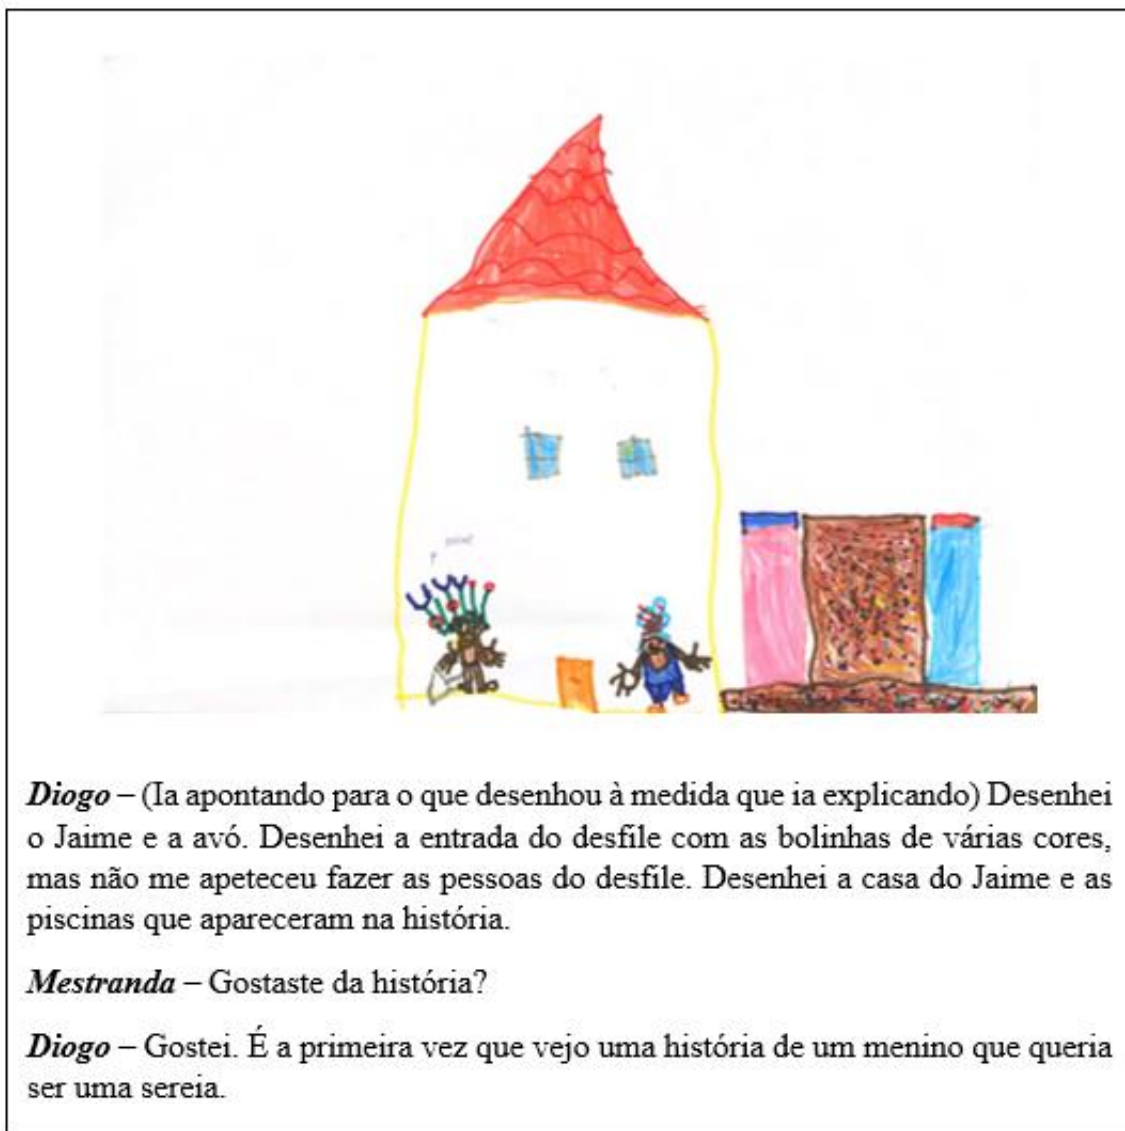 Diogo – (Ia apontando para o que desenhou à medida que ia explicando) Desenhei
o Jaime e a avó. Desenhei a entrada do desfile com as bolinhas de várias cores,
mas não me apeteceu fazer as pessoas do desfile. Desenhei a casa do Jaime e as
piscinas que apareceram na história.
Mestranda – Gostaste da história?
Diogo – Gostei. É a primeira vez que vejo uma história de um menino que queria
ser uma sereia.